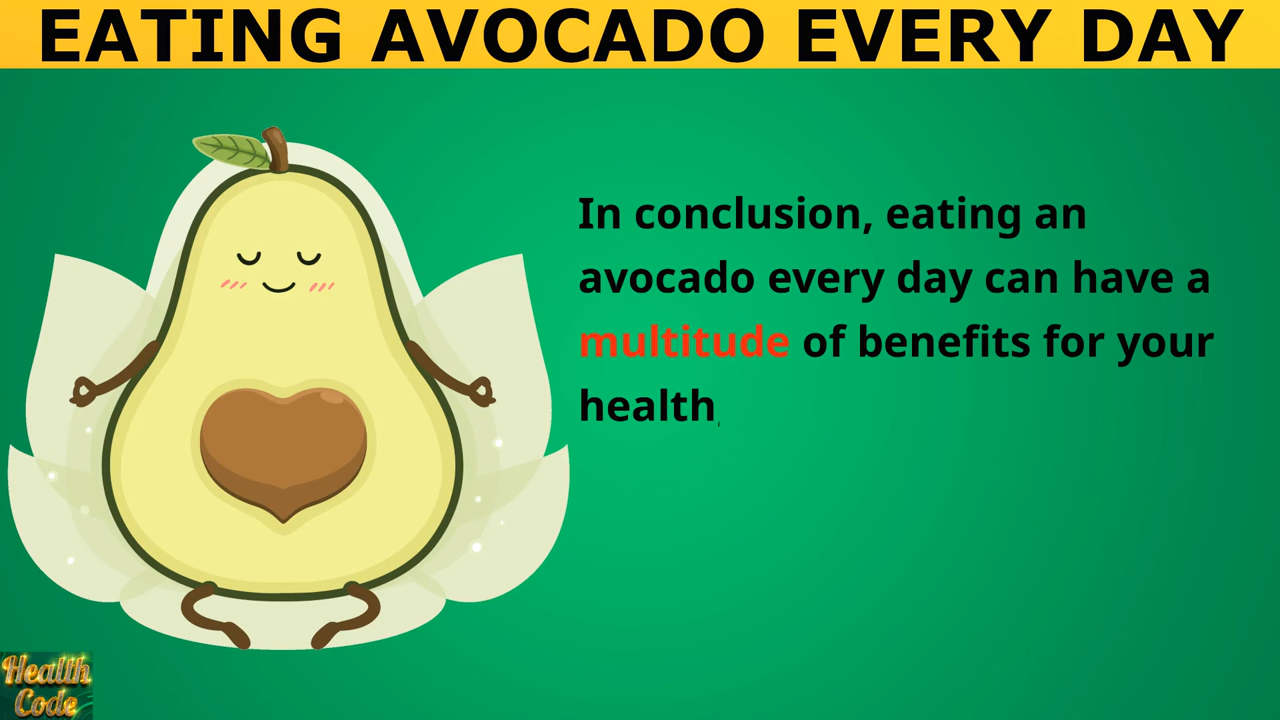 EATING AVOCADO EVERY DAY
In conclusion, eating an
avocado every day can have a
multitude of benefits for your
health,
Health
Code